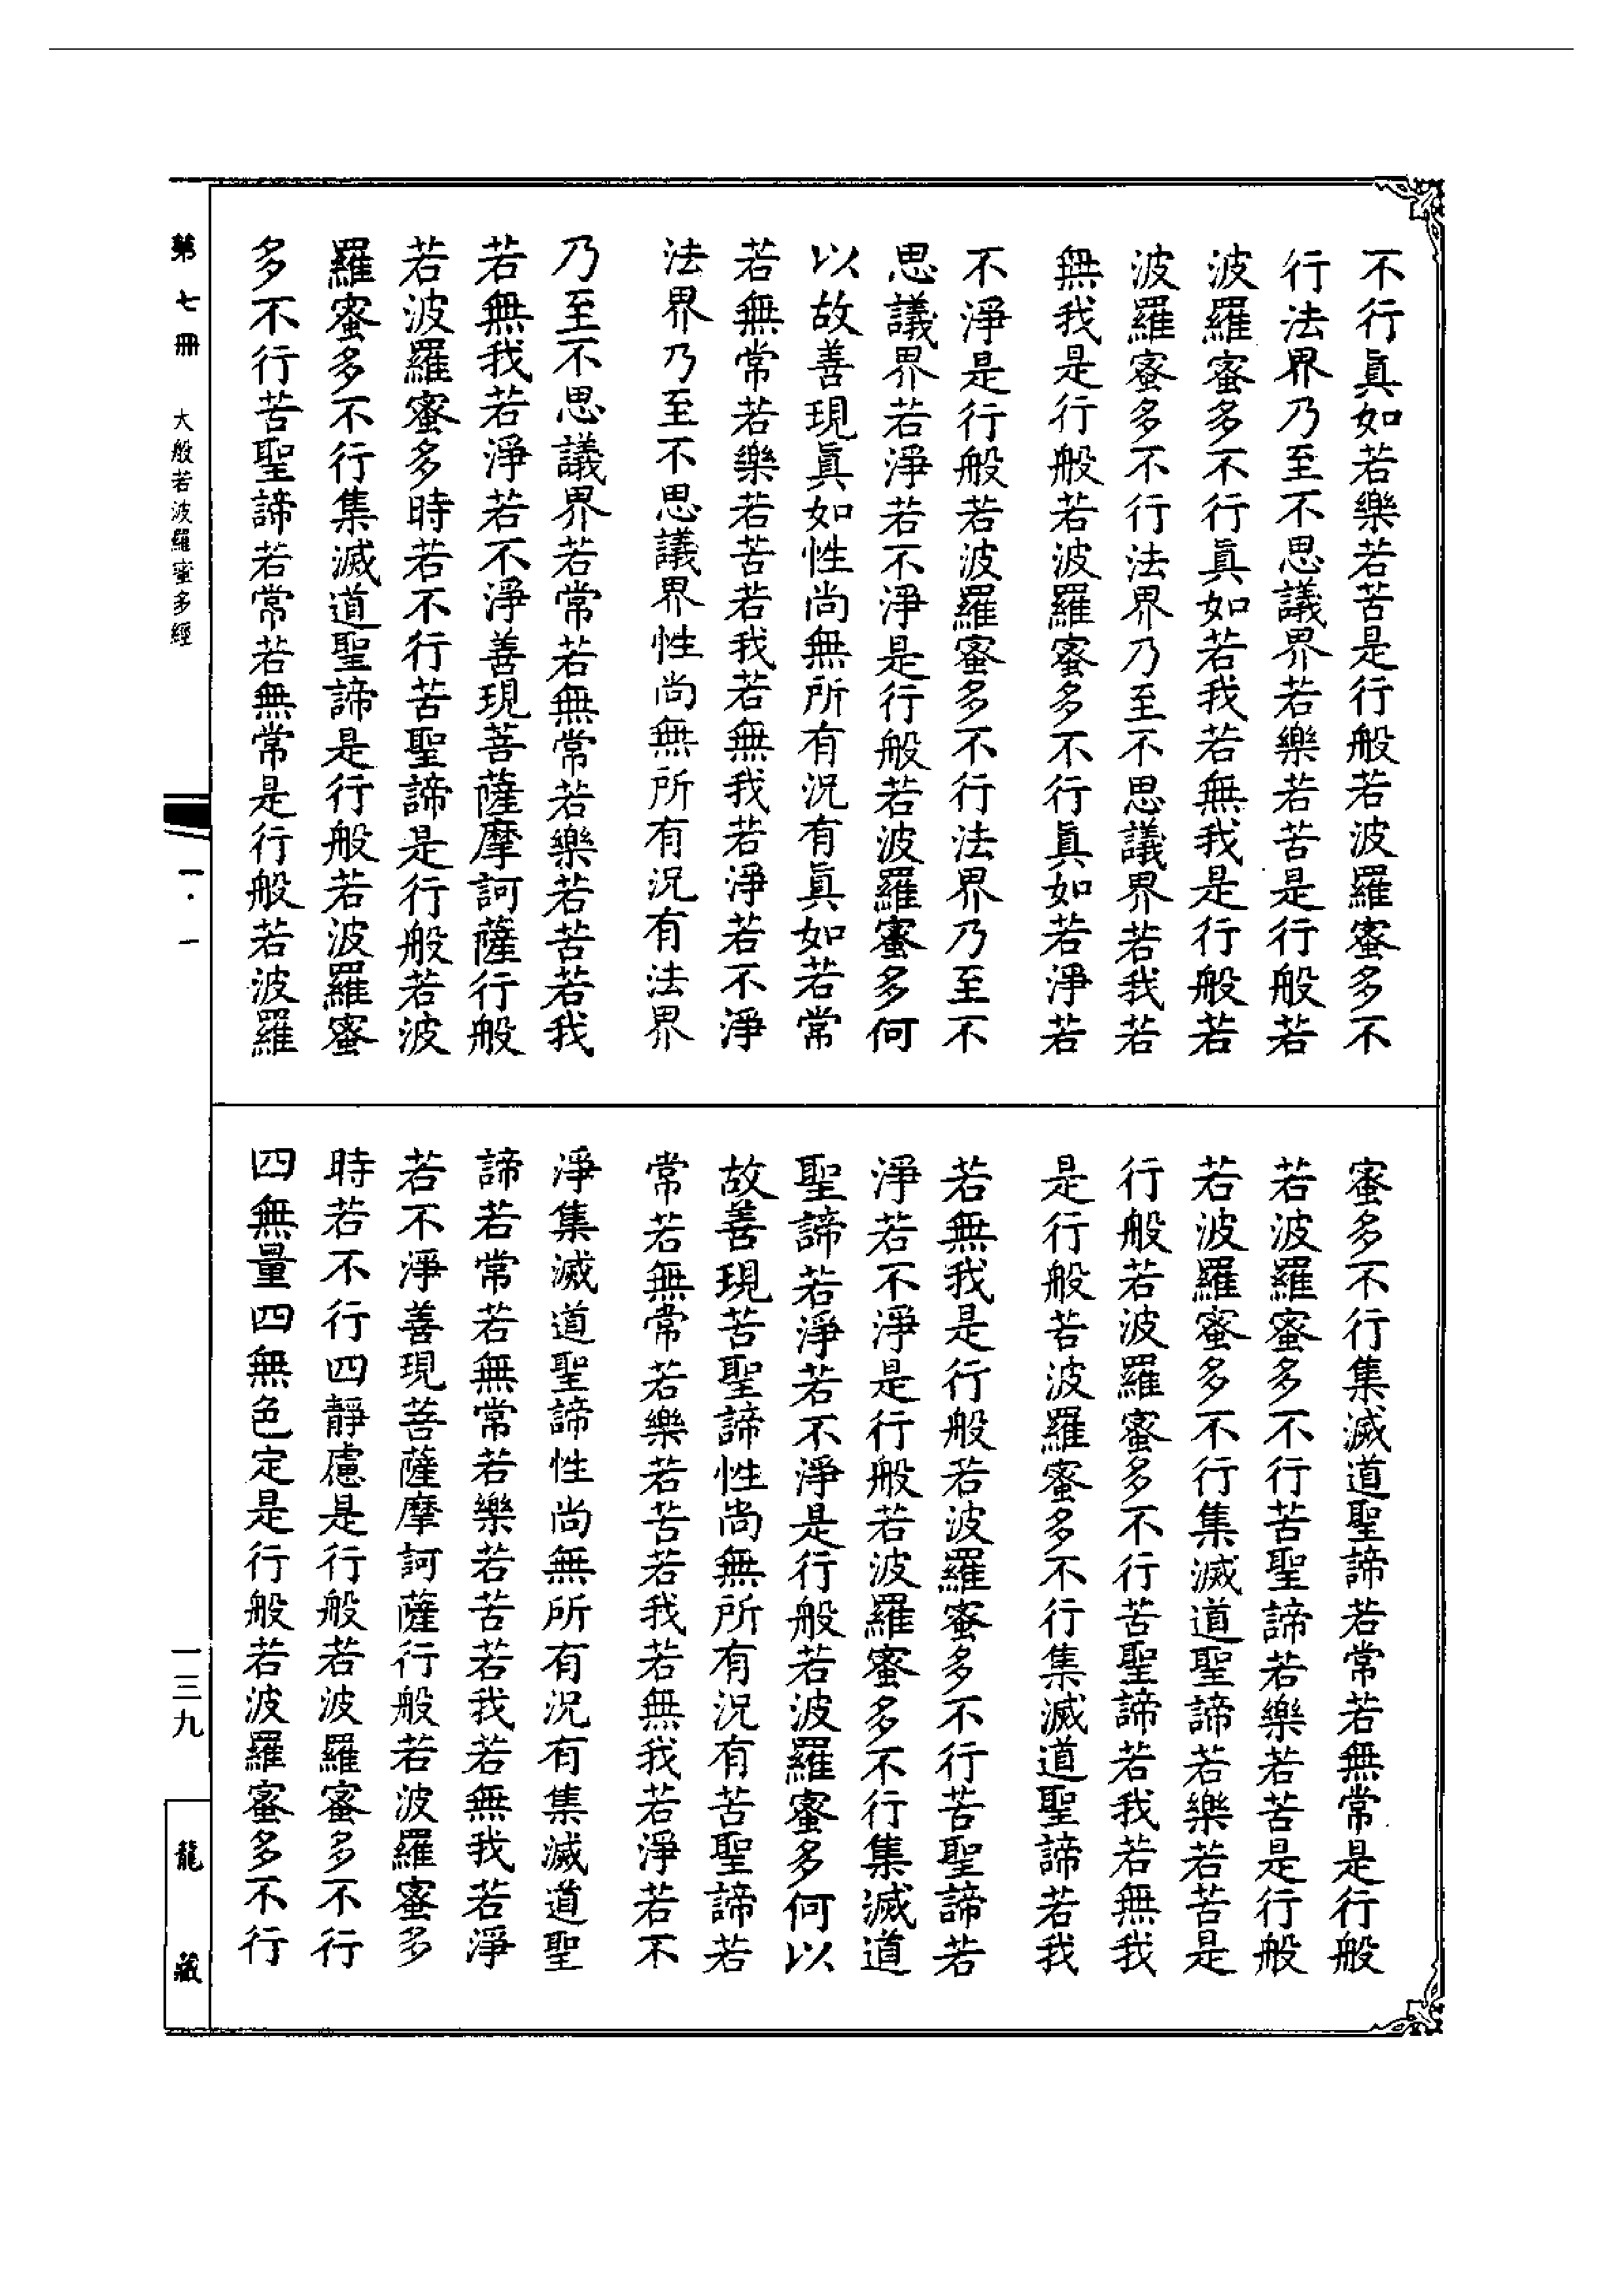 不行眞如若樂若苦是行般若波羅蜜多不
行法界乃至不思議界若樂若苦是行般若
波羅蜜多不行眞如若我若無我是行般若
波羅蜜多不行法界乃至不思議界若我若
無我是行般若波羅蜜多不行眞如若淨若
不淨是行般若波羅蜜多不行法界乃至不
思議界若淨若不淨是行般若波羅蜜多何
以故善現眞如性尚無所有況有眞如若常
若無常若樂若苦若我若無我若淨若不淨
法界乃至不思議界性尚無所有況有法界
乃至不思議界若常若無常若樂若苦若我
若無我若淨若不淨善現菩薩摩訶薩行般
若波羅蜜多時若不行苦聖諦是行般若波
羅蜜多不行集滅道聖諦是行般若波羅蜜
多不行苦聖諦若常若無常是行般若波羅
蜜多不行集滅道聖諦若常若無常是行般
若波羅蜜多不行苦聖諦若樂若苦是行般
若波羅蜜多不行集滅道聖諦若樂若苦是
行般若波羅蜜多不行苦聖諦若我若無我
是行般若波羅蜜多不行集滅道聖諦若我
若無我是行般若波羅蜜多不行苦聖諦若
淨若不淨是行般若波羅蜜多不行集滅道
聖諦若淨若不淨是行般若波羅蜜多何以
故善現苦聖諦性尚無所有況有苦聖諦若
常若無常若樂若苦若我若無我若淨若不
淨集滅道聖諦性尚無所有況有集滅道聖
諦若常若無常若樂若苦若我若無我若淨
若不淨善現菩薩摩訶薩行般若波羅蜜多
時若不行四靜慮是行般若波羅蜜多不行
四無量四無色定是行般若波羅蜜多不行
第七冊 大般若波羅蜜多經
一三九
龍藏